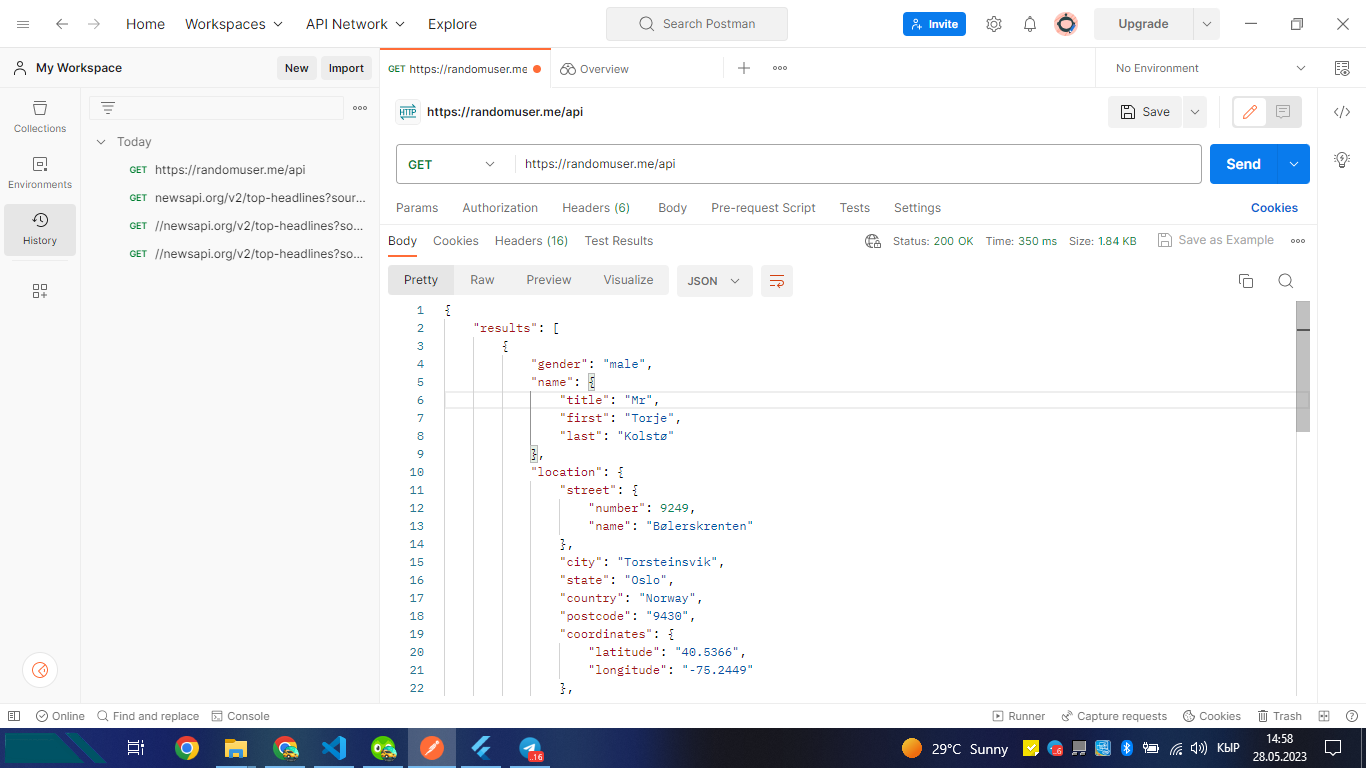 Home Workspaces API Network Explore Search Postman Invite Upgrade
My Workspace New Import GET https://randomuser.me Overview No Environment
Collections
Environments
History
Today
GET https://randomuser.me/api
GET newsapi.org/v2/top-headlines?sour...
GET //newsapi.org/v2/top-headlines?so...
GET //newsapi.org/v2/top-headlines?so...
HTTP https://randomuser.me/api Save
GET https://randomuser.me/api Send
Params Authorization Headers (6) Body Pre-request Script Tests Settings Cookies
Body Cookies Headers (16) Test Results Status: 200 OK Time: 350 ms Size: 1.84 KB Save as Example
Pretty Raw Preview Visualize JSON
1 {
2 "results": [
3 {
4 "gender": "male",
5 "name": {
6 "title": "Mr",
7 "first": "Torje",
8 "last": "Kolstø"
9 },
10 "location": {
11 "street": {
12 "number": 9249,
13 "name": "Bølerskrenten"
14 },
15 "city": "Torsteinsvik",
16 "state": "Oslo",
17 "country": "Norway",
18 "postcode": "9430",
19 "coordinates": {
20 "latitude": "40.5366",
21 "longitude": "-75.2449"
22 },
Online Find and replace Console Runner Capture requests Cookies Trash
..16 29°C Sunny КЫР 14:58
28.05.2023